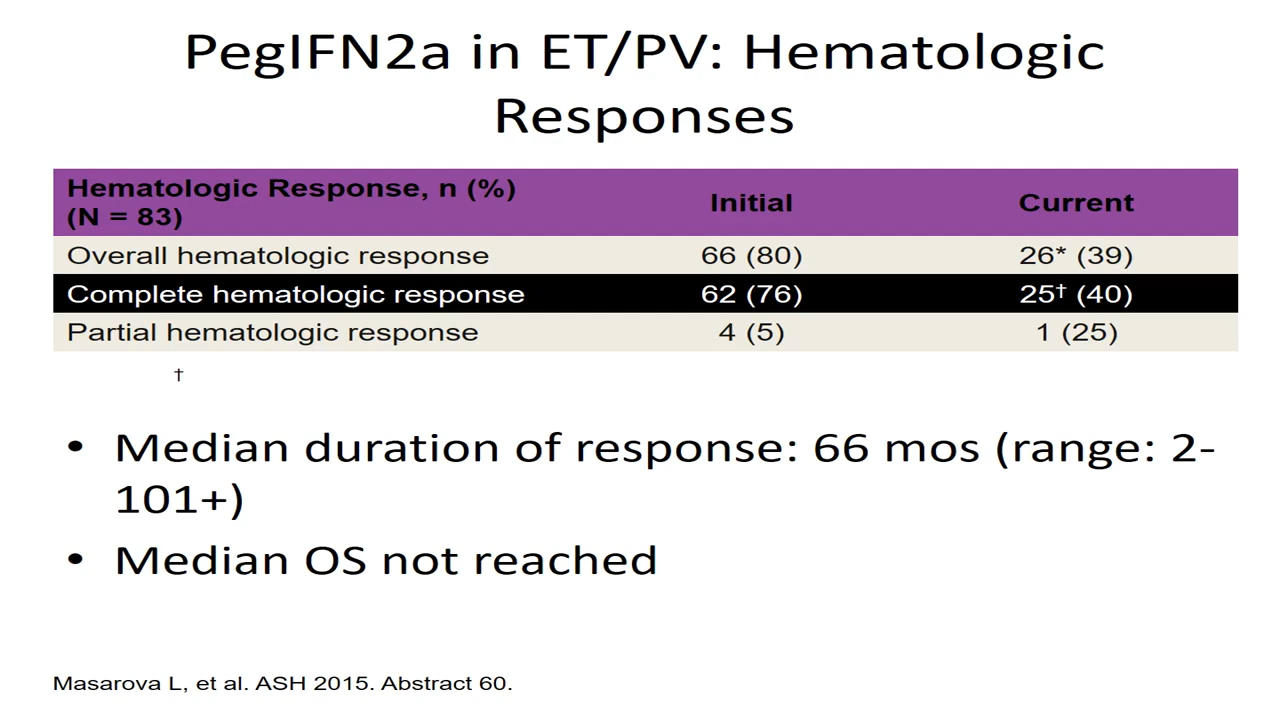 PegIFN2a in ET/PV: Hematologic
Responses
Hematologic Response, n (%)
(N = 83) Initial Current
Overall hematologic response 66 (80) 26* (39)
Complete hematologic response 62 (76) 25† (40)
Partial hematologic response 4 (5) 1 (25)
†
• Median duration of response: 66 mos (range: 2-
101+)
• Median OS not reached
Masarova L, et al. ASH 2015. Abstract 60.